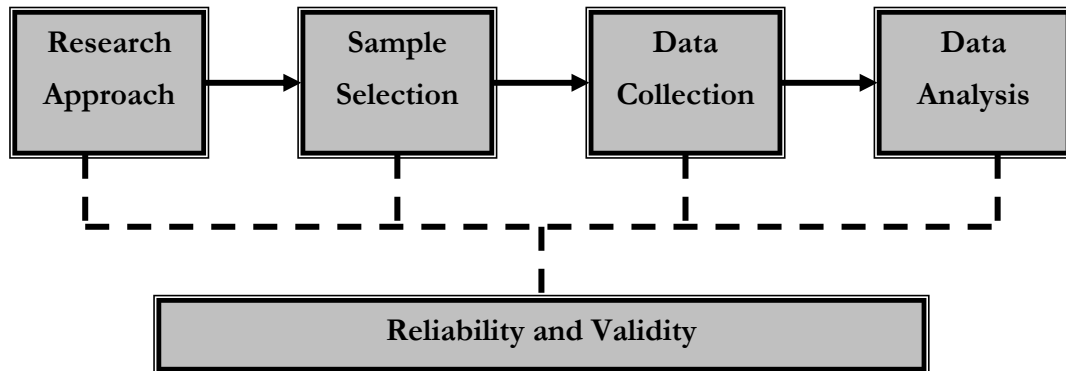 Research
Approach
Sample
Selection
Data
Collection
Data
Analysis
Reliability and Validity